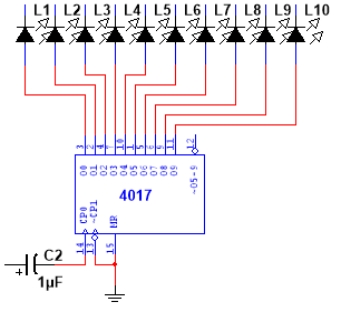 L1 L2 L3 L4 L5 L6 L7 L8 L9 L10
3 2 4 7 10 1 5 6 9 11 12
O0 O1 O2 O3 O4 O5 O6 O7 O8 O9 ~O5-9
4017
CP0 ~CP1 MR
14 13 15
+ C2
1µF